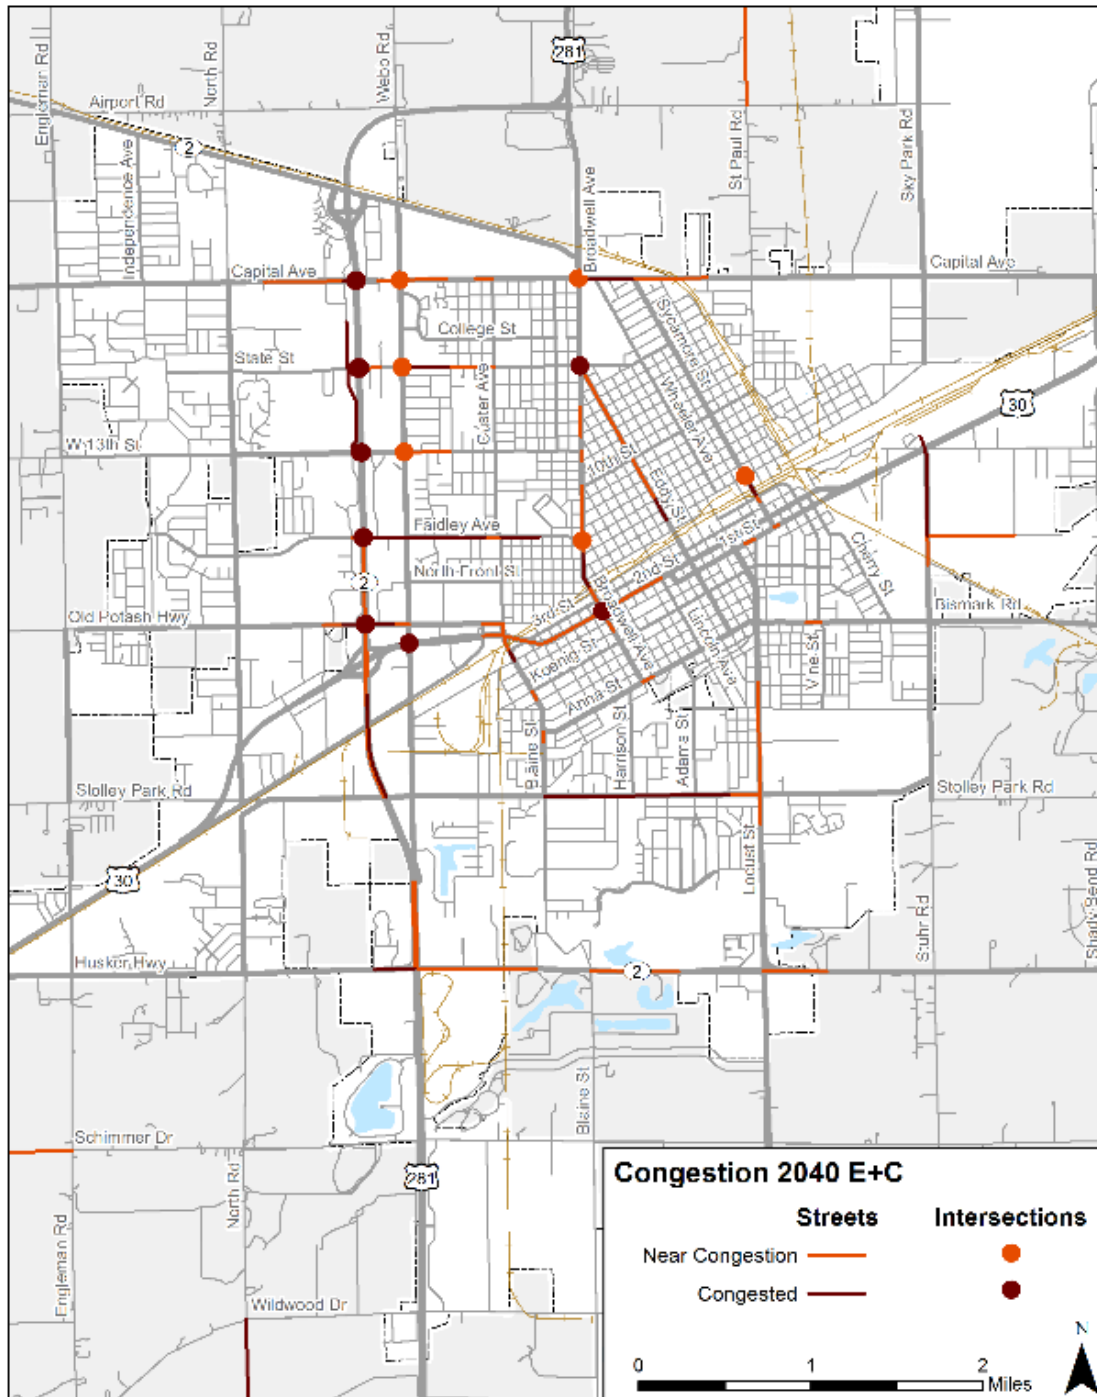 Engleman Rd
North Rd
Webb Rd
281
Airport Rd
2
Independence Ave
St Paul Rd
Sky Park Rd
Broadwell Ave
Capital Ave
Capital Ave
College St
Sycamore St
State St
Custer Ave
Wheeler Ave
30
W 13th St
10th St
Eddy St
Faidley Ave
1st St
North Front St
2nd St
Cherry St
2
3rd St
Broadwell Ave
Old Potash Hwy
Lincoln Ave
Bismark Rd
Koenig St
Vine St
Anna St
Blaine St
Harrison St
Adams St
Stolley Park Rd
Stolley Park Rd
30
Locust St
Stuhr Rd
Shady Bend Rd
Husker Hwy
2
Blaine St
Schimmer Dr
North Rd
281
Engleman Rd
Wildwood Dr
Congestion 2040 E+C
Streets Intersections
Near Congestion
Congested
N
0 1 2
Miles